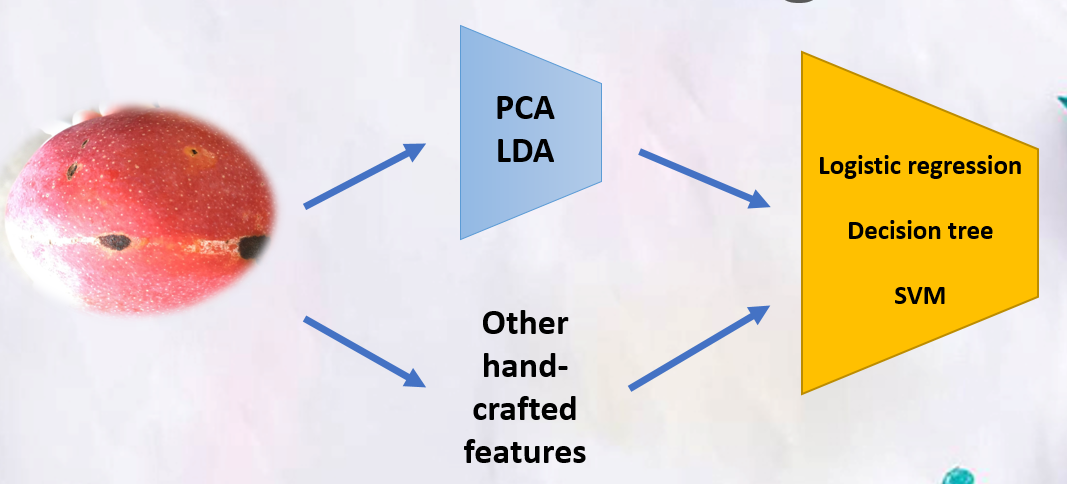 PCA
LDA
Other
hand-
crafted
features
Logistic regression
Decision tree
SVM